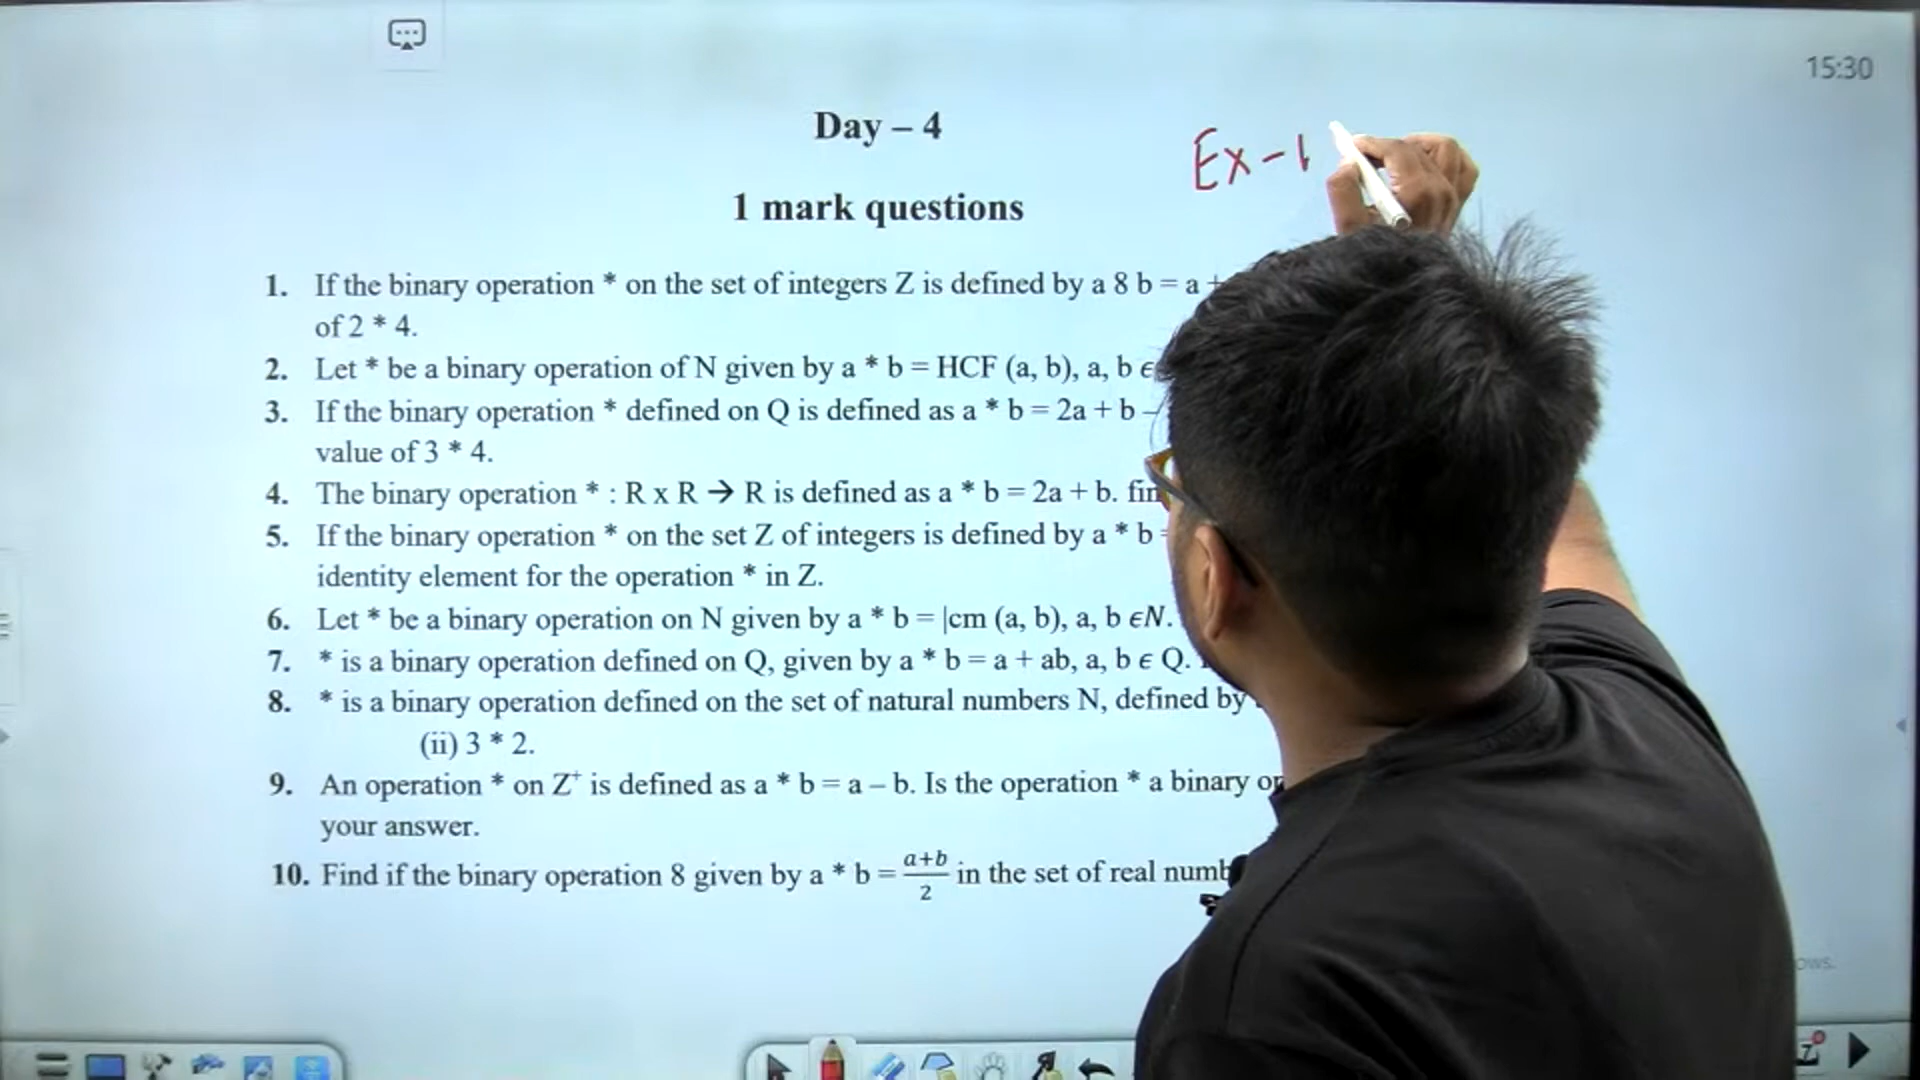 15:30
Day – 4
Ex-1
1 mark questions
1. If the binary operation * on the set of integers Z is defined by a 8 b = a +
of 2 * 4.
2. Let * be a binary operation of N given by a * b = HCF (a, b), a, b ϵ
3. If the binary operation * defined on Q is defined as a * b = 2a + b –
value of 3 * 4.
4. The binary operation * : R x R → R is defined as a * b = 2a + b.
5. If the binary operation * on the set Z of integers is defined by a * b =
identity element for the operation * in Z.
6. Let * be a binary operation on N given by a * b = |cm (a, b), a, b ϵN.
7. * is a binary operation defined on Q, given by a * b = a + ab, a, b ϵ Q.
8. * is a binary operation defined on the set of natural numbers N, defined by
(ii) 3 * 2.
9. An operation * on Z⁺ is defined as a * b = a – b. Is the operation * a binary
your answer.
10. Find if the binary operation 8 given by a * b = a+b/2 in the set of real